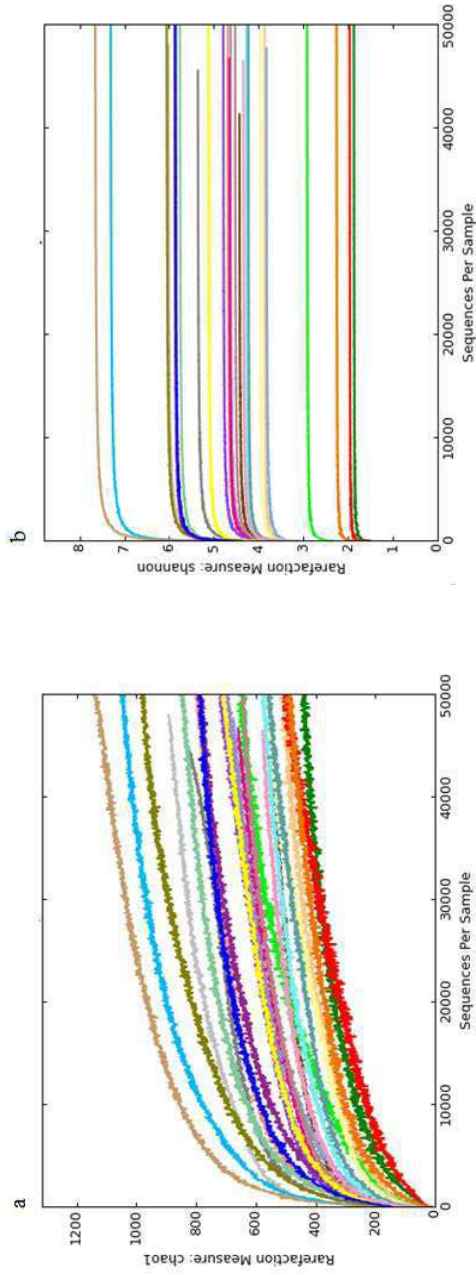 a
1200
1000
800
600
400
200
0
Rarefaction Measure: chao1
0 10000 20000 30000 40000 50000
Sequences Per Sample
b
8
7
6
5
4
3
2
1
0
Rarefaction Measure: shannon
0 10000 20000 30000 40000 50000
Sequences Per Sample